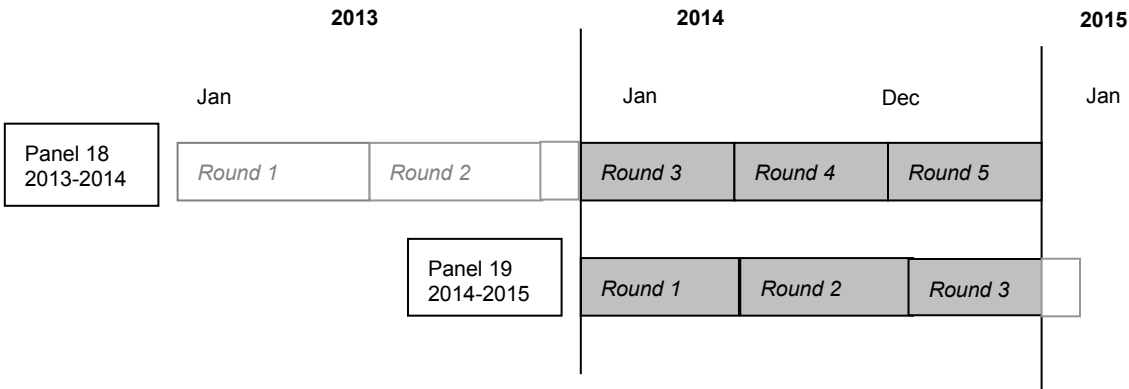 2013 2014 2015
Jan Jan Dec Jan
Panel 18
2013-2014
Round 1 Round 2 Round 3 Round 4 Round 5
Panel 19
2014-2015
Round 1 Round 2 Round 3